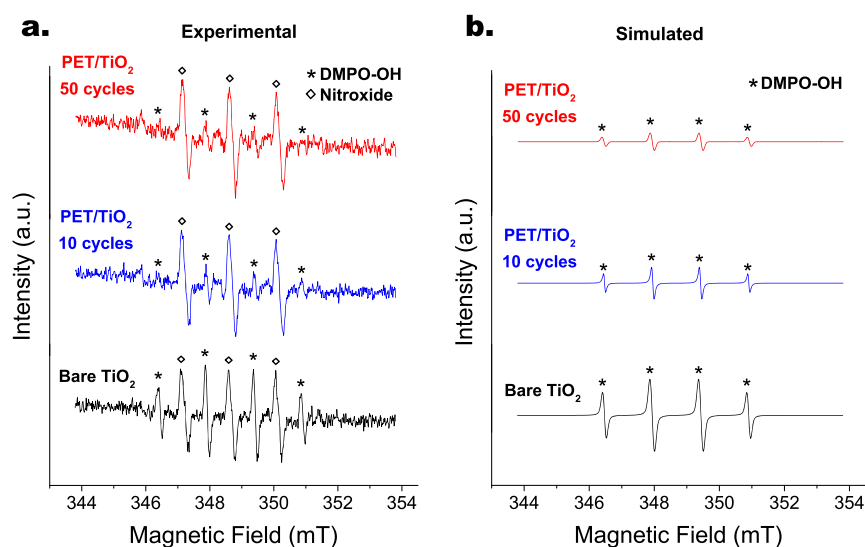 a.
Experimental
PET/TiO₂
50 cycles
* DMPO-OH
◇ Nitroxide
PET/TiO₂
10 cycles
Bare TiO₂
Intensity (a.u.)
344 346 348 350 352 354
Magnetic Field (mT)
b.
Simulated
* DMPO-OH
PET/TiO₂
50 cycles
PET/TiO₂
10 cycles
Bare TiO₂
Intensity (a.u.)
344 346 348 350 352 354
Magnetic Field (mT)